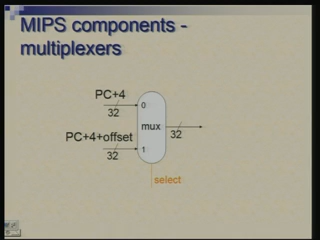 MIPS components -
multiplexers
PC+4
32
0
mux
32
PC+4+offset
32
1
select